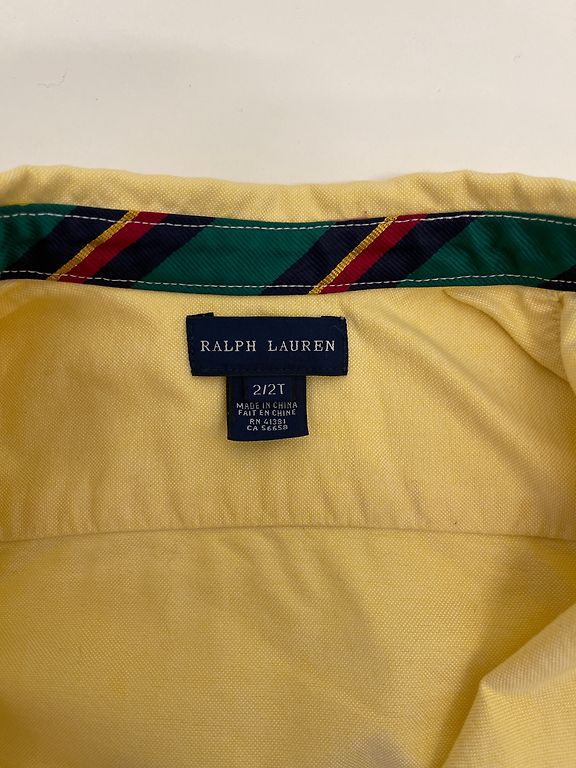 RALPH LAUREN
2/2T
MADE IN CHINA
FAIT EN CHINE
RN 41381
CA 56658